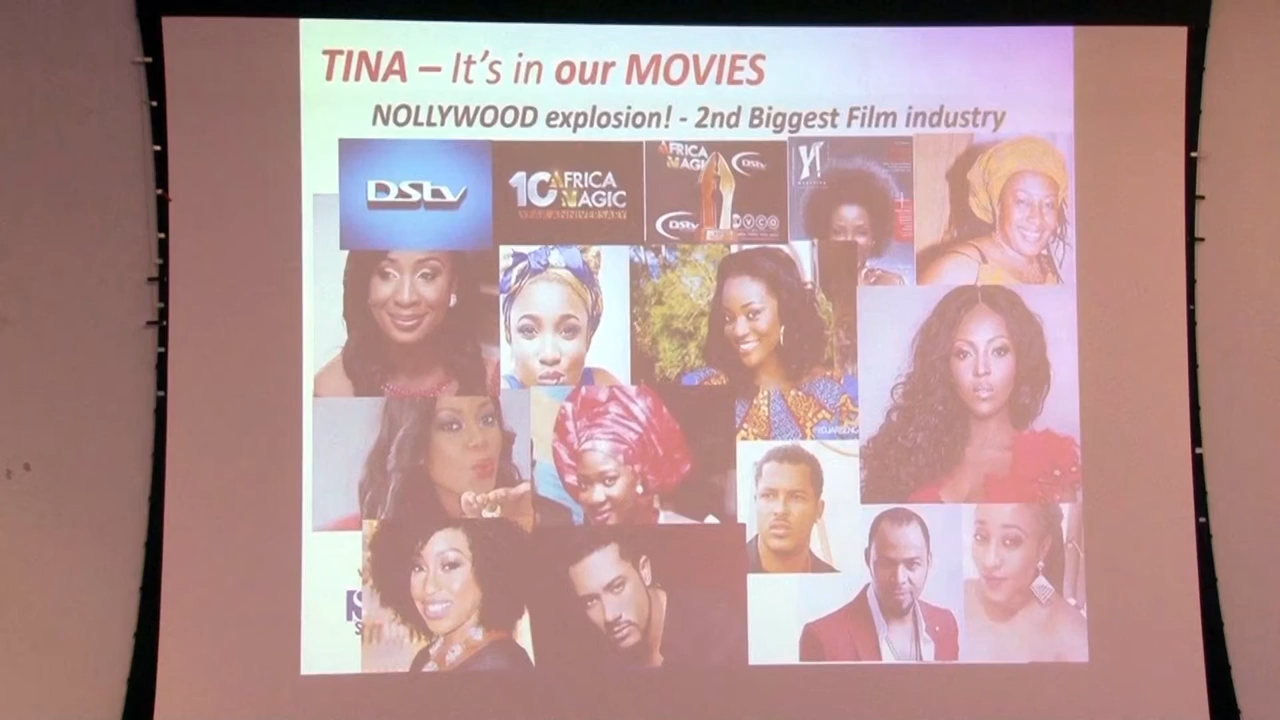 TINA – It's in our MOVIES
NOLLYWOOD explosion! - 2nd Biggest Film industry
DStv
10 AFRICA MAGIC
YEAR ANNIVERSARY
AFRICA MAGIC
DStv
DStv
Y!